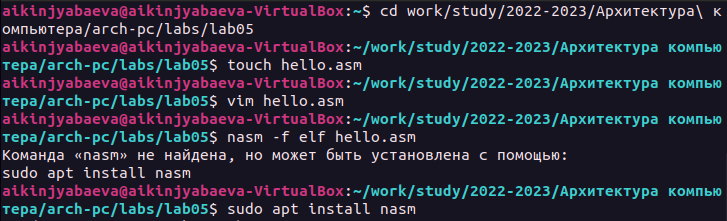 aikinjyabaeva@aikinjyabaeva-VirtualBox:~$ cd work/study/2022-2023/Архитектура\ к
омпьютера/arch-pc/labs/lab05
aikinjyabaeva@aikinjyabaeva-VirtualBox:~/work/study/2022-2023/Архитектура компью
тера/arch-pc/labs/lab05$ touch hello.asm
aikinjyabaeva@aikinjyabaeva-VirtualBox:~/work/study/2022-2023/Архитектура компью
тера/arch-pc/labs/lab05$ vim hello.asm
aikinjyabaeva@aikinjyabaeva-VirtualBox:~/work/study/2022-2023/Архитектура компью
тера/arch-pc/labs/lab05$ nasm -f elf hello.asm
Команда «nasm» не найдена, но может быть установлена с помощью:
sudo apt install nasm
aikinjyabaeva@aikinjyabaeva-VirtualBox:~/work/study/2022-2023/Архитектура компью
тера/arch-pc/labs/lab05$ sudo apt install nasm